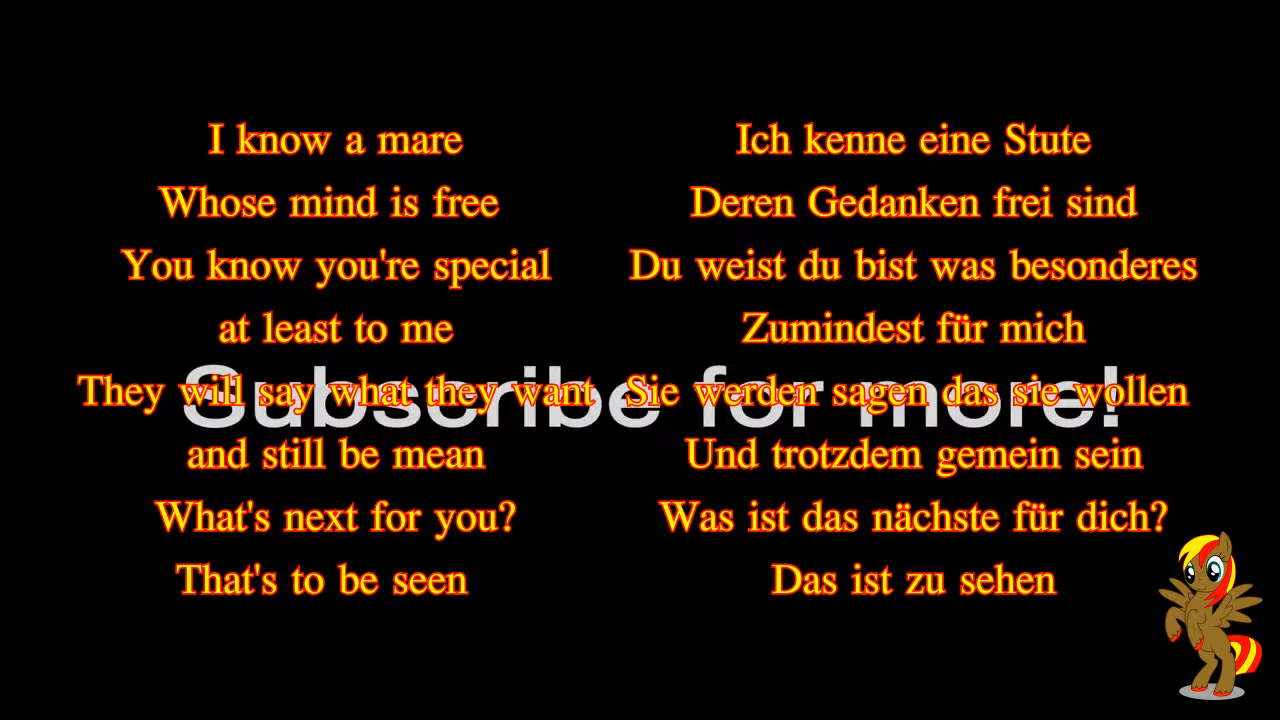 I know a mare
Whose mind is free
You know you're special
at least to me
They will say what they want
and still be mean
What's next for you?
That's to be seen
Ich kenne eine Stute
Deren Gedanken frei sind
Du weist du bist was besonderes
Zumindest für mich
Sie werden sagen das sie wollen
Und trotzdem gemein sein
Was ist das nächste für dich?
Das ist zu sehen
Subscribe for more!